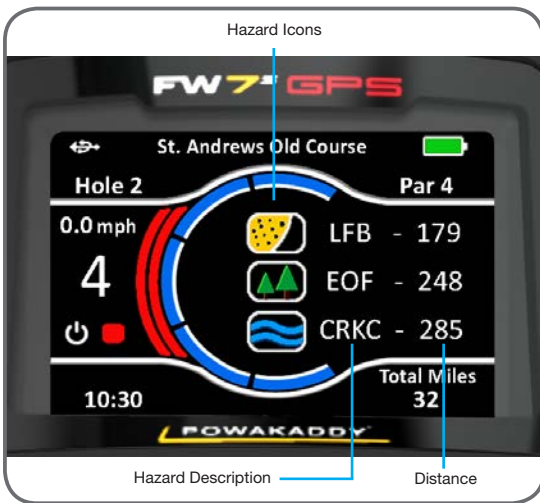 Hazard Icons
FW7s GPS
St. Andrews Old Course
Hole 2
Par 4
0.0 mph
4
LFB - 179
EOF - 248
CRKC - 285
10:30
Total Miles
32
POWAKADDY
Hazard Description
Distance